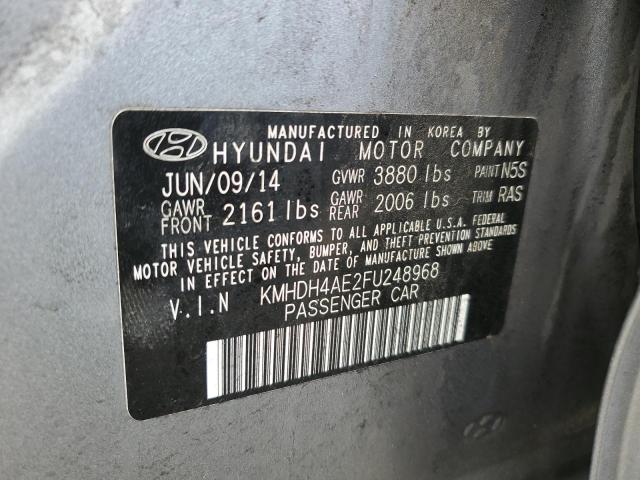 MANUFACTURED IN KOREA BY
HYUNDAI MOTOR COMPANY
JUN/09/14 GVWR 3880 lbs PAINT N5S
GAWR FRONT 2161 lbs GAWR REAR 2006 lbs TRIM RAS
THIS VEHICLE CONFORMS TO ALL APPLICABLE U.S.A. FEDERAL
MOTOR VEHICLE SAFETY, BUMPER, AND THEFT PREVENTION STANDARDS
IN EFFECT ON THE DATE OF MANUFACTURE SHOWN ABOVE
V.I.N KMHDH4AE2FU248968
PASSENGER CAR